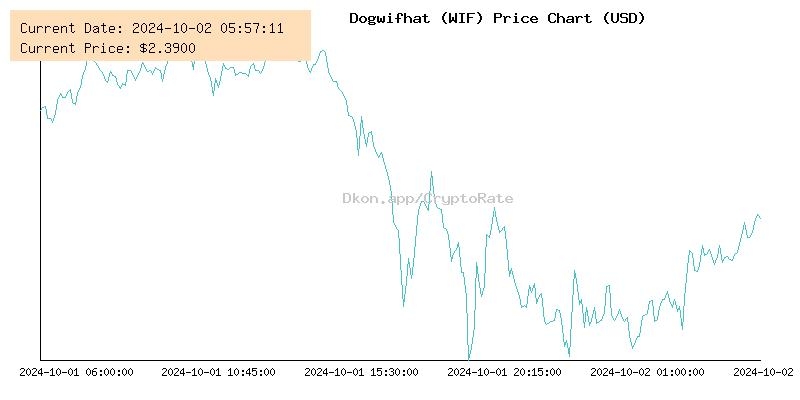 Dogwifhat (WIF) Price Chart (USD)
Current Date: 2024-10-02 05:57:11
Current Price: $2.3900
Dkon.app/CryptoRate
2024-10-01 06:00:00 2024-10-01 10:45:00 2024-10-01 15:30:00 2024-10-01 20:15:00 2024-10-02 01:00:00 2024-10-02